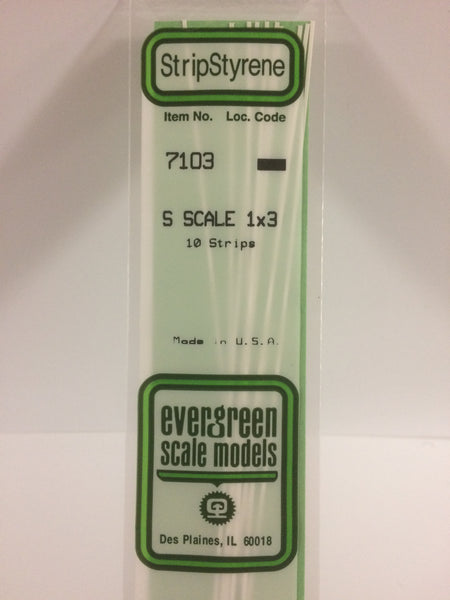 StripStyrene
Item No. Loc. Code
7103
S SCALE 1x3
10 Strips
Made in U.S.A.
evergreen
scale models
Des Plaines, IL 60018